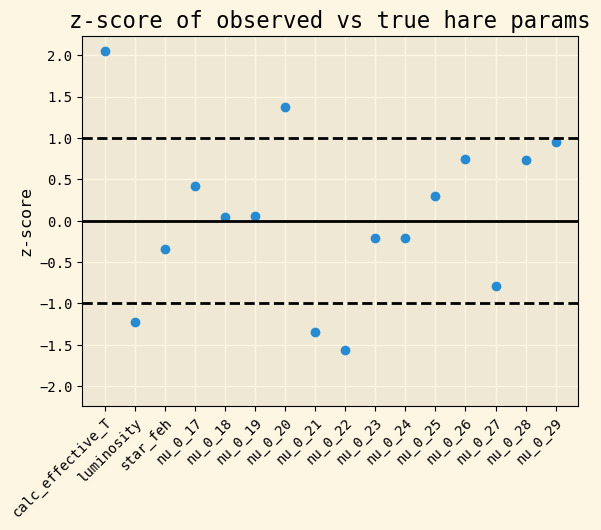 z-score of observed vs true hare params
z-score
2.0
1.5
1.0
0.5
0.0
−0.5
−1.0
−1.5
−2.0
calc_effective_T
luminosity
star_feh
nu_0_17
nu_0_18
nu_0_19
nu_0_20
nu_0_21
nu_0_22
nu_0_23
nu_0_24
nu_0_25
nu_0_26
nu_0_27
nu_0_28
nu_0_29